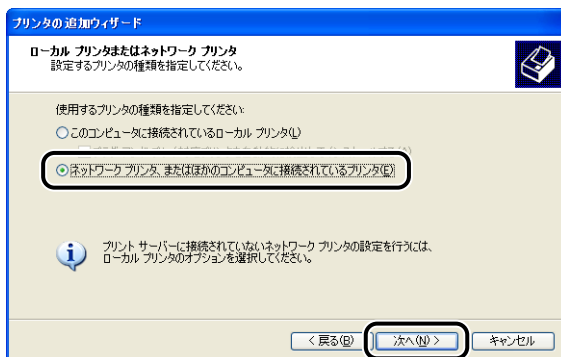 プリンタの追加ウィザード
ローカル プリンタまたはネットワーク プリンタ
設定するプリンタの種類を指定してください。
使用するプリンタの種類を指定してください:
このコンピュータに接続されているローカル プリンタ(L)
ネットワーク プリンタ、またはほかのコンピュータに接続されているプリンタ(E)
プリント サーバーに接続されていないネットワーク プリンタの設定を行うには、
ローカル プリンタのオプションを選択してください。
< 戻る(B) 次へ(N) > キャンセル